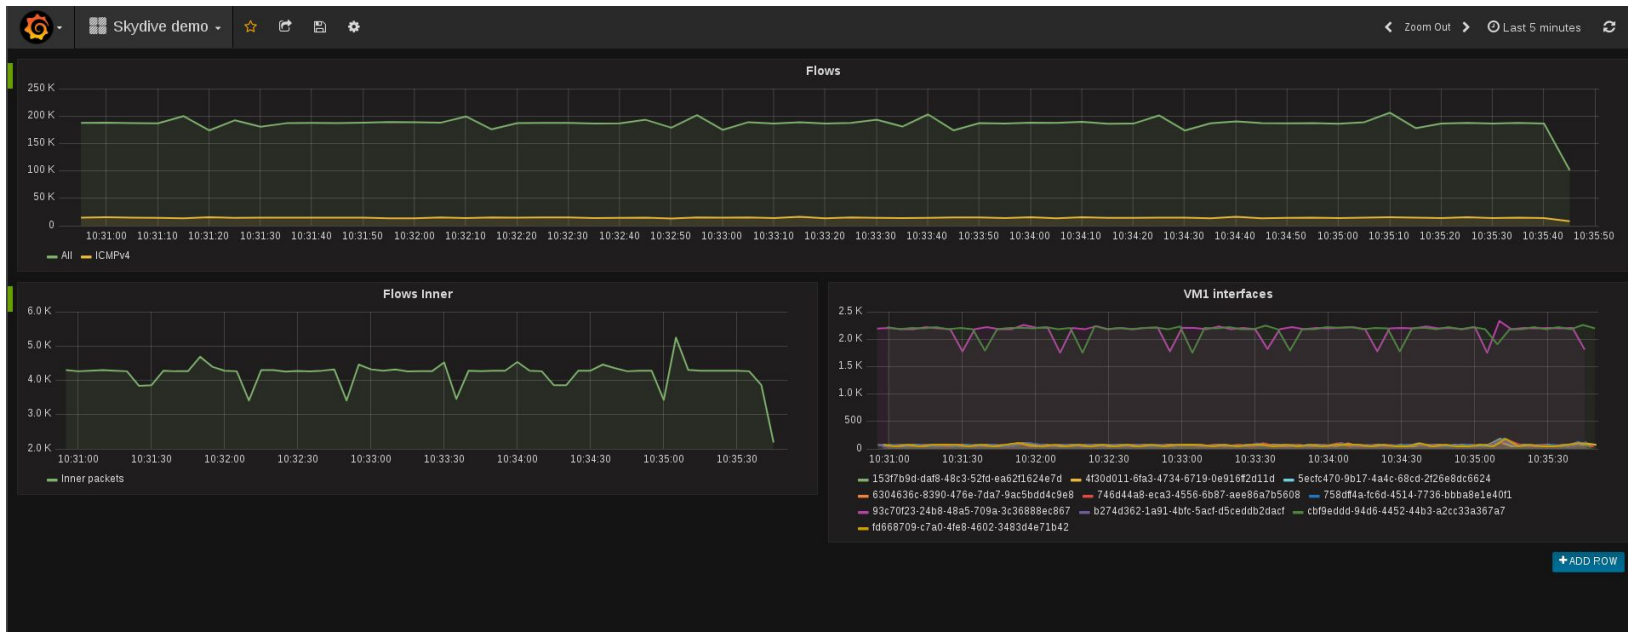 Skydive demo
Zoom Out
Last 5 minutes
Flows
250 K
200 K
150 K
100 K
50 K
0
10:31:00 10:31:10 10:31:20 10:31:30 10:31:40 10:31:50 10:32:00 10:32:10 10:32:20 10:32:30 10:32:40 10:32:50 10:33:00 10:33:10 10:33:20 10:33:30 10:33:40 10:33:50 10:34:00 10:34:10 10:34:20 10:34:30 10:34:40 10:34:50 10:35:00 10:35:10 10:35:20 10:35:30 10:35:40 10:35:50
All ICMPv4
Flows Inner
6.0 K
5.0 K
4.0 K
3.0 K
2.0 K
10:31:00 10:31:30 10:32:00 10:32:30 10:33:00 10:33:30 10:34:00 10:34:30 10:35:00 10:35:30
Inner packets
VM1 interfaces
2.5 K
2.0 K
1.5 K
1.0 K
500
0
10:31:00 10:31:30 10:32:00 10:32:30 10:33:00 10:33:30 10:34:00 10:34:30 10:35:00 10:35:30
153f7b9d-daf8-48c3-52fd-ea62f1624e7d 4f30d011-6fa3-4734-6719-0e916ff2d11d 5ecfc470-9b17-4a4c-68cd-2f26e8dc6624
6304636c-8390-476e-7da7-9ac5bdd4c9e8 746d44a8-eca3-4556-6b87-aee86a7b5608 758dff4a-fc6d-4514-7736-bbba8e1e40f1
93c70f23-24b8-48a5-709a-3c36888ec867 b274d362-1a91-4bfc-5acf-d5ceddb2dacf cbf9eddd-94d6-4452-44b3-a2cc33a367a7
fd668709-c7a0-4fe8-4602-3483d4e71b42
+ADD ROW